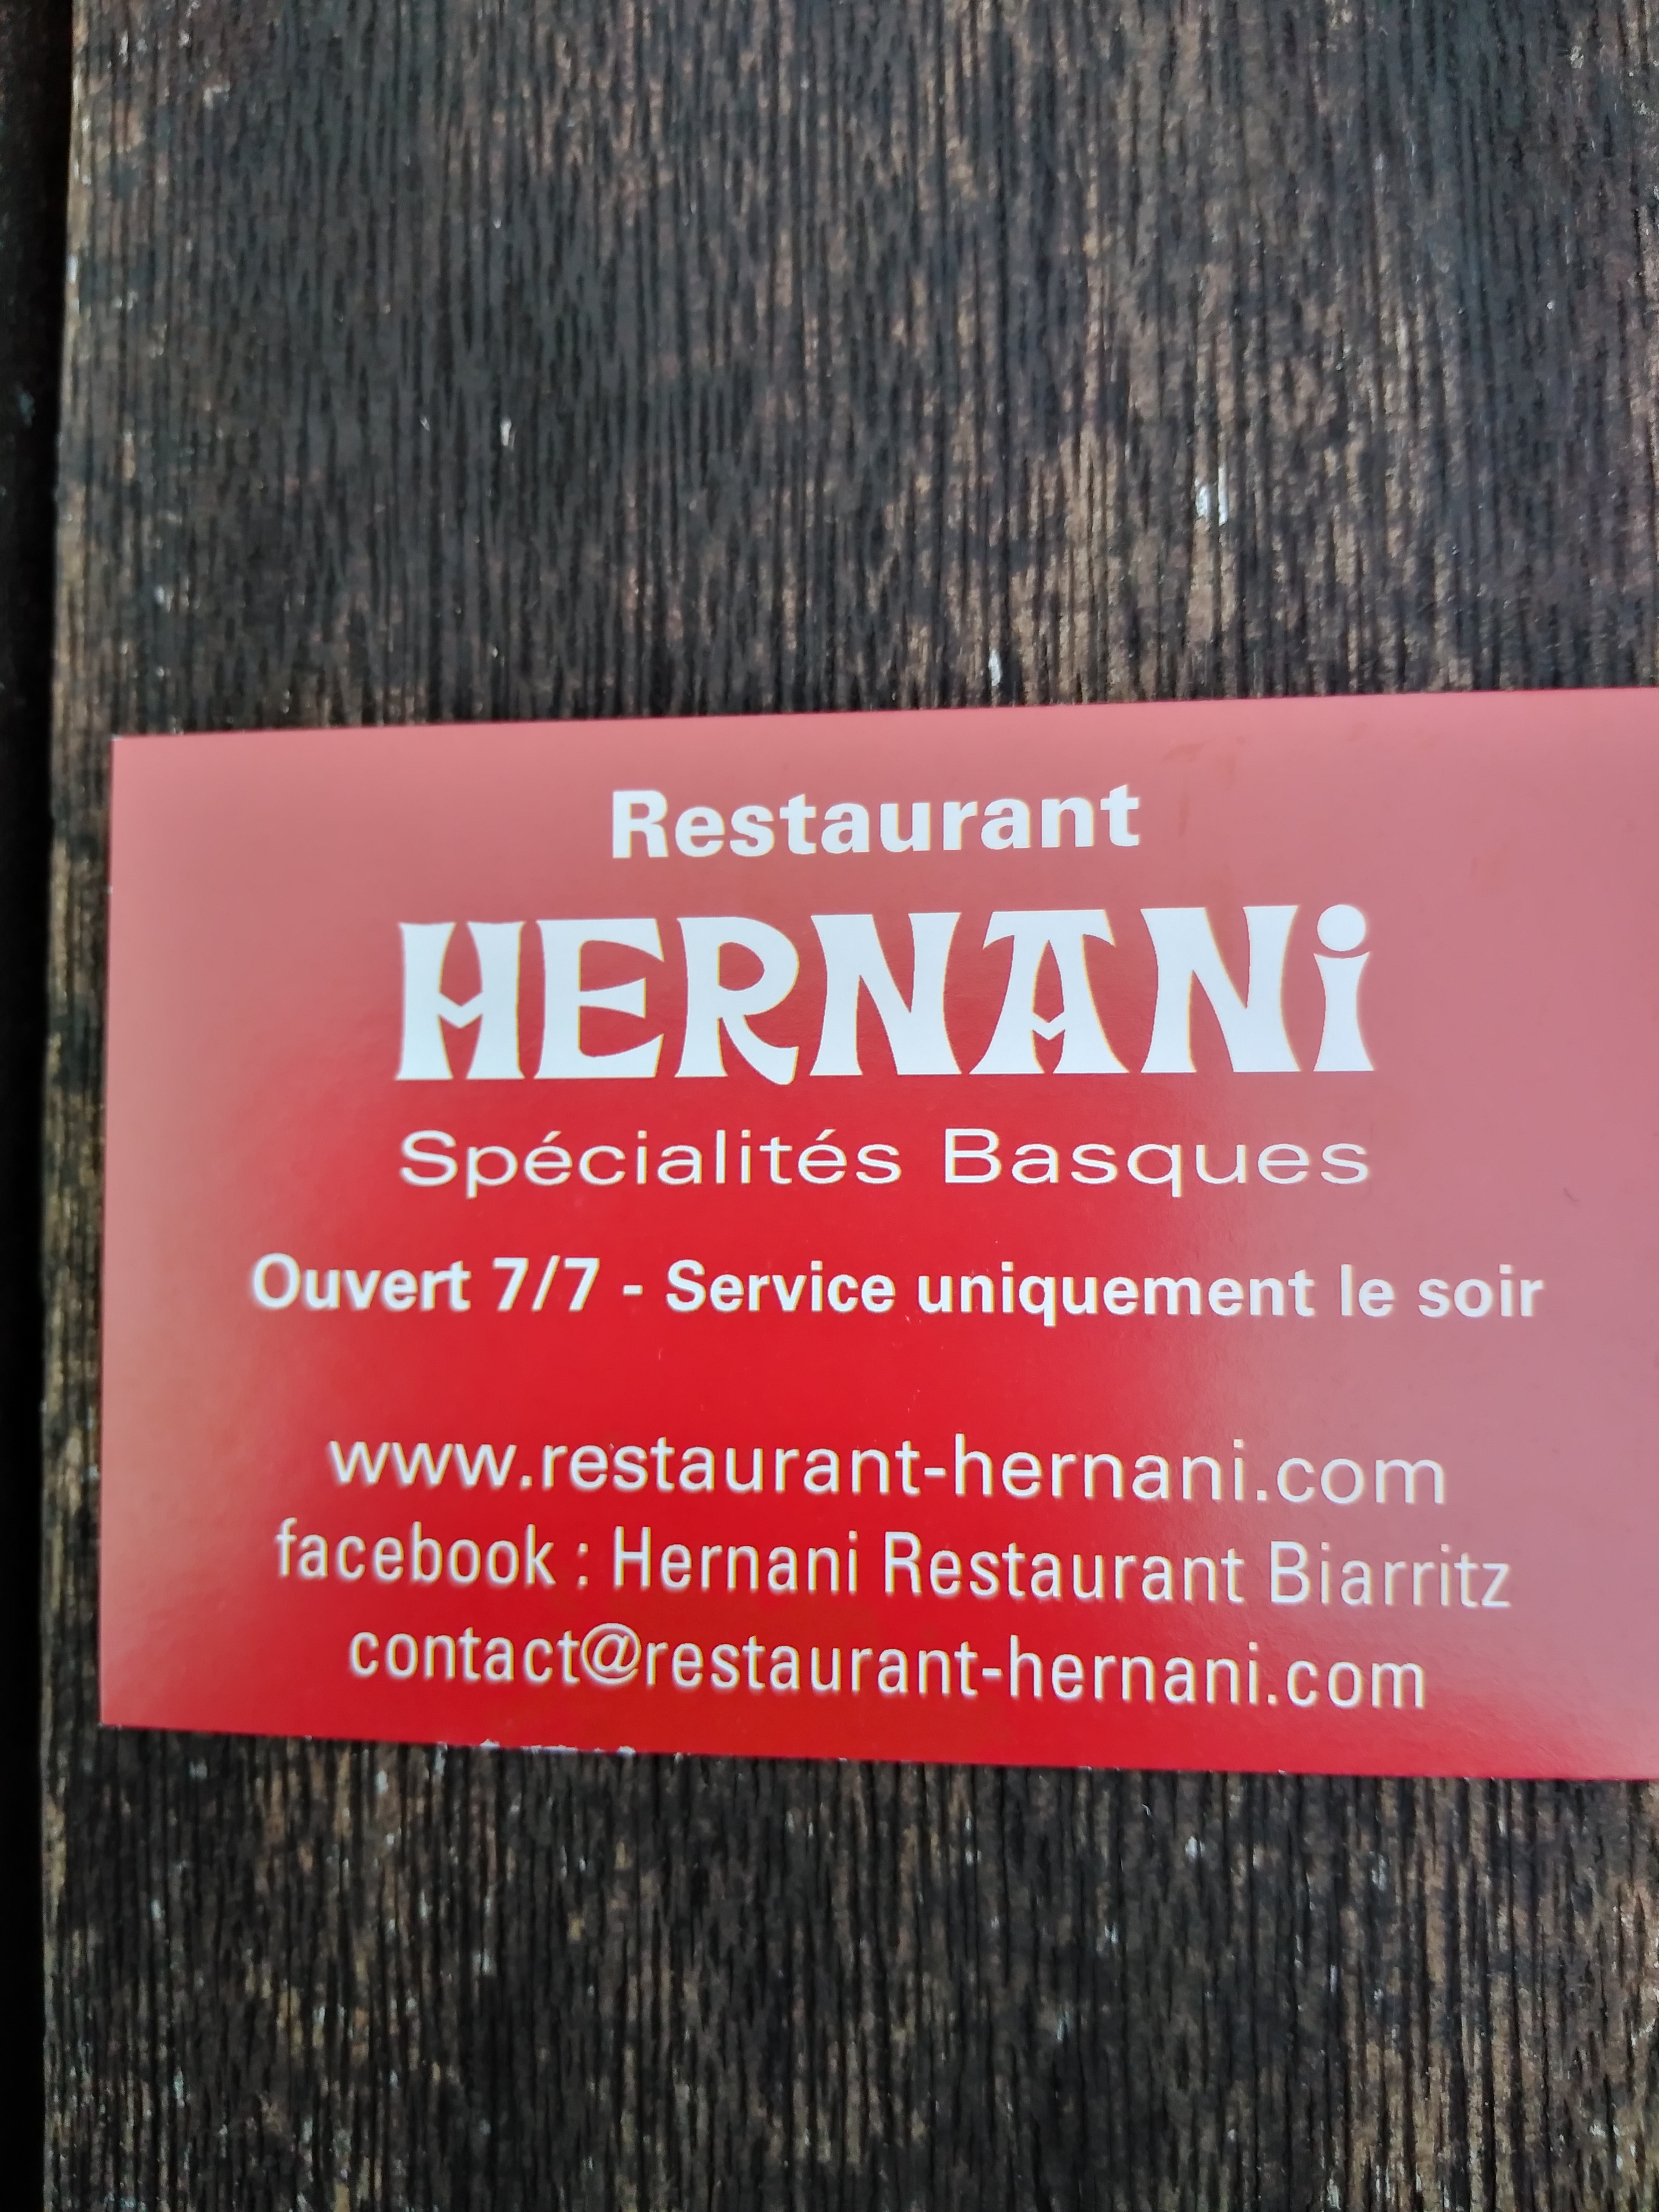 Restaurant
HERNANi
Spécialités Basques
Ouvert 7/7 - Service uniquement le soir
www.restaurant-hernani.com
facebook : Hernani Restaurant Biarritz
contact@restaurant-hernani.com